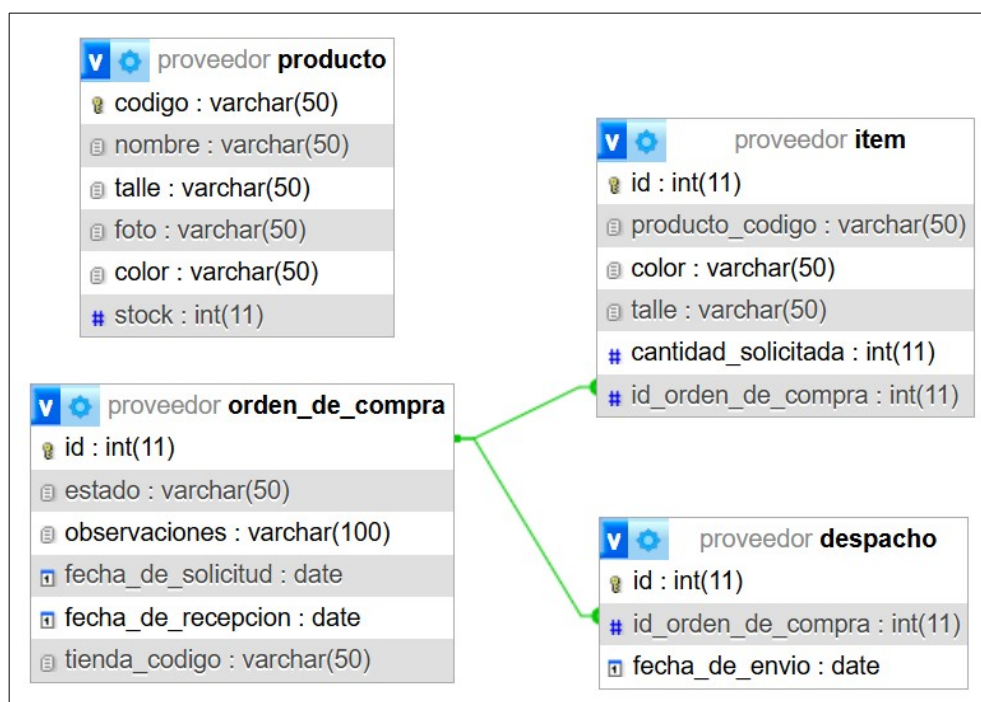 proveedor producto
codigo : varchar(50)
nombre : varchar(50)
talle : varchar(50)
foto : varchar(50)
color : varchar(50)
# stock : int(11)
proveedor item
id : int(11)
producto_codigo : varchar(50)
color : varchar(50)
talle : varchar(50)
# cantidad_solicitada : int(11)
# id_orden_de_compra : int(11)
proveedor orden_de_compra
id : int(11)
estado : varchar(50)
observaciones : varchar(100)
fecha_de_solicitud : date
fecha_de_recepcion : date
tienda_codigo : varchar(50)
proveedor despacho
id : int(11)
# id_orden_de_compra : int(11)
fecha_de_envio : date